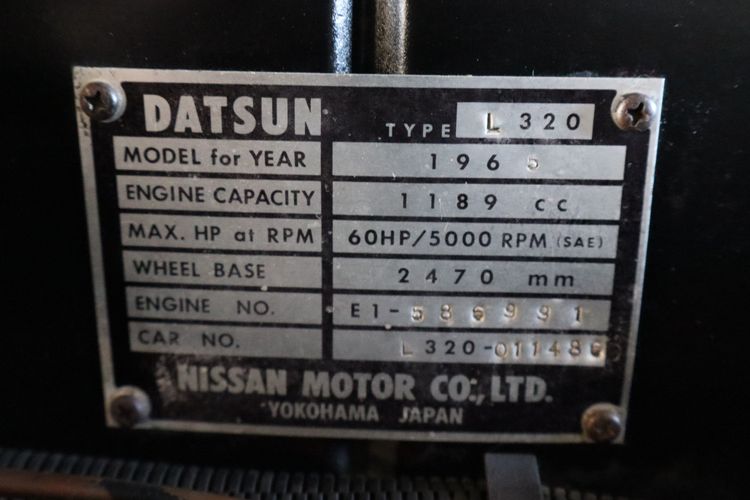 DATSUN TYPE L 320
MODEL for YEAR 1965
ENGINE CAPACITY 1189 cc
MAX. HP at RPM 60HP/5000 RPM (SAE)
WHEEL BASE 2470 mm
ENGINE NO. E1-586991
CAR NO. L320-011486
NISSAN MOTOR CO., LTD.
YOKOHAMA JAPAN